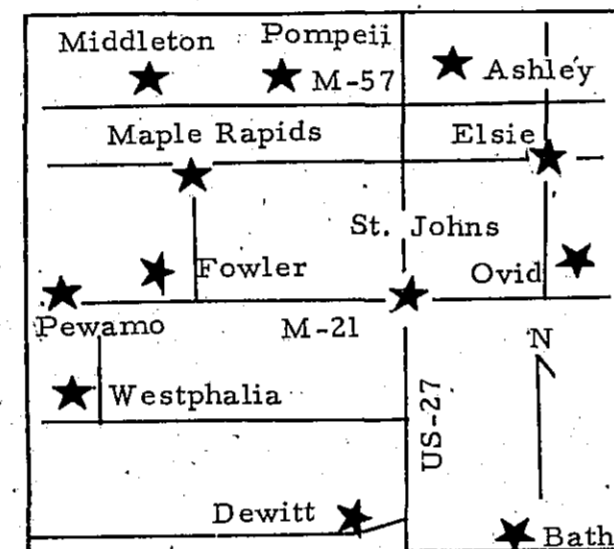 Middleton
Pompeii
M-57
Ashley
Maple Rapids
Elsie
St. Johns
Fowler
Ovid
Pewamo
M-21
N
Westphalia
US-27
Dewitt
Bath